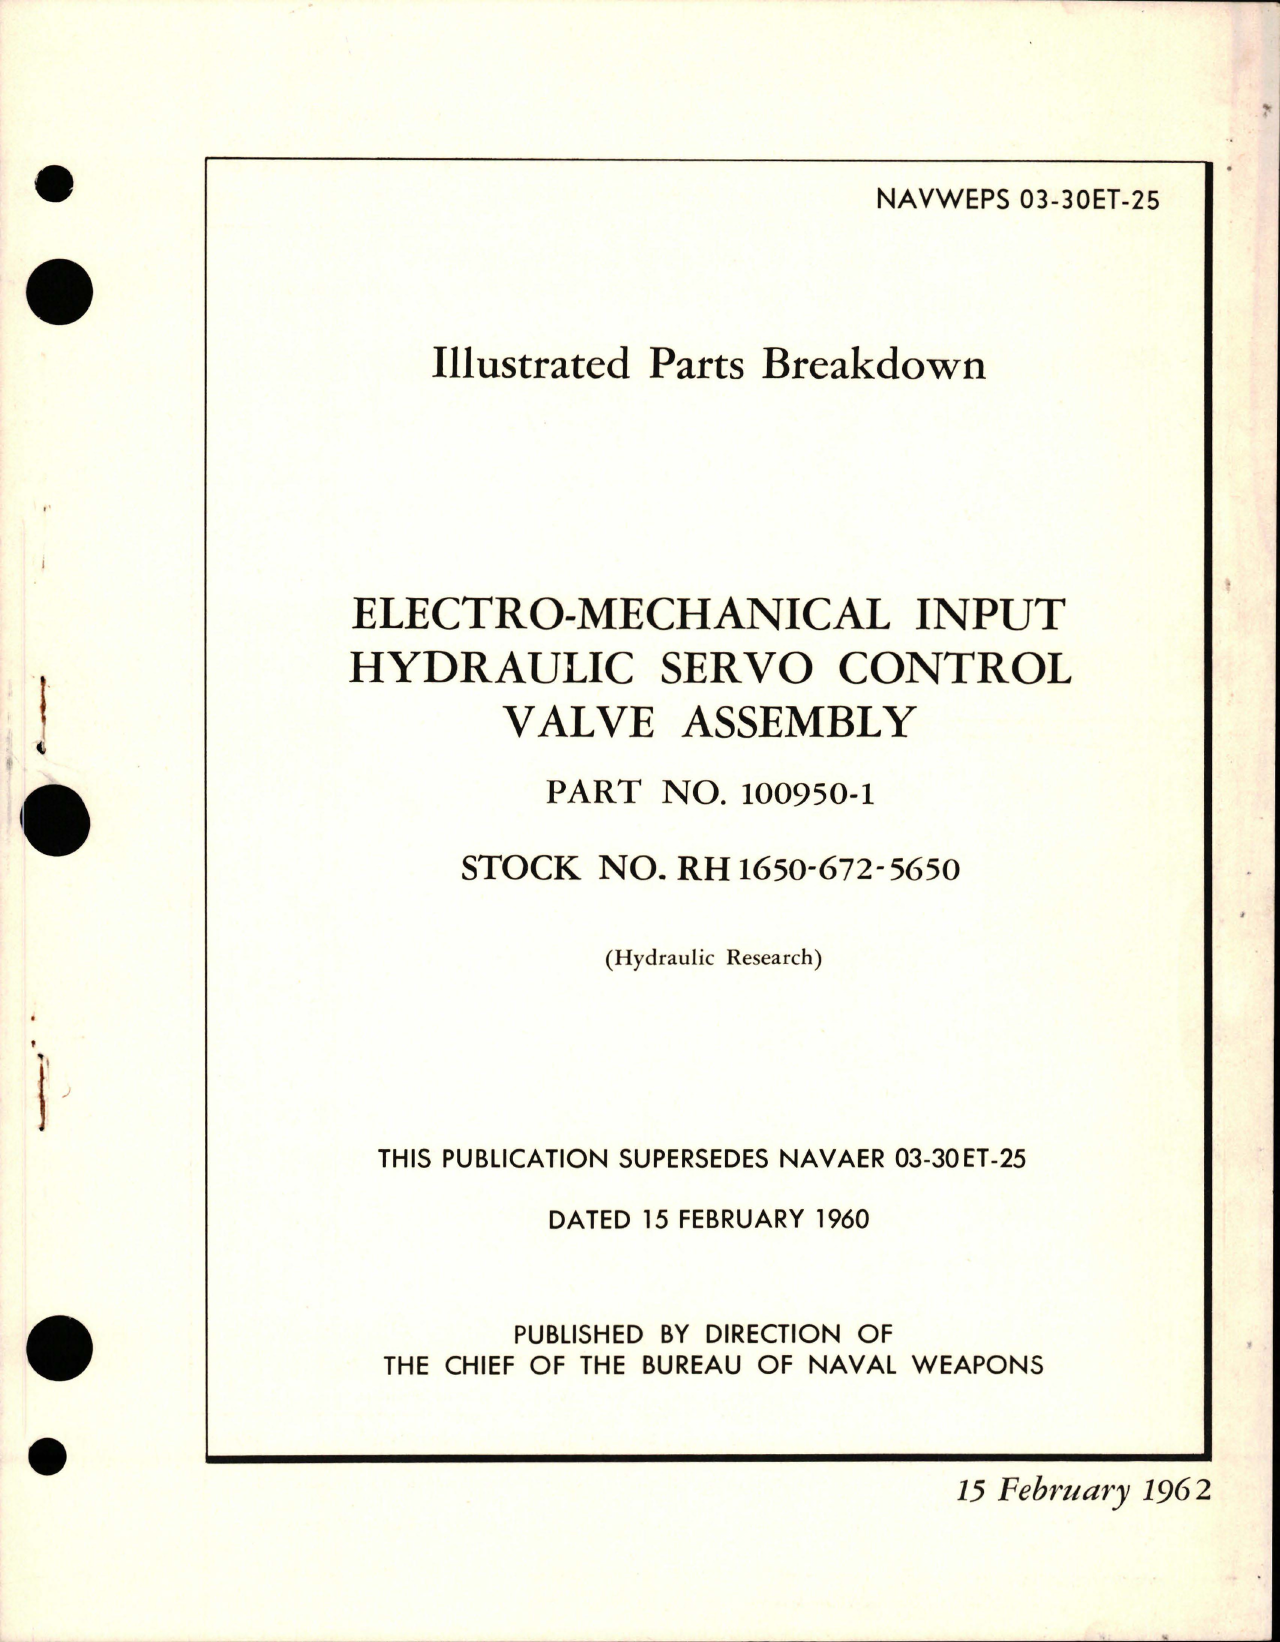 NAVWEPS 03-30ET-25
Illustrated Parts Breakdown
ELECTRO-MECHANICAL INPUT
HYDRAULIC SERVO CONTROL
VALVE ASSEMBLY
PART NO. 100950-1
STOCK NO. RH 1650-672-5650
(Hydraulic Research)
THIS PUBLICATION SUPERSEDES NAVAER 03-30ET-25
DATED 15 FEBRUARY 1960
PUBLISHED BY DIRECTION OF
THE CHIEF OF THE BUREAU OF NAVAL WEAPONS
15 February 1962